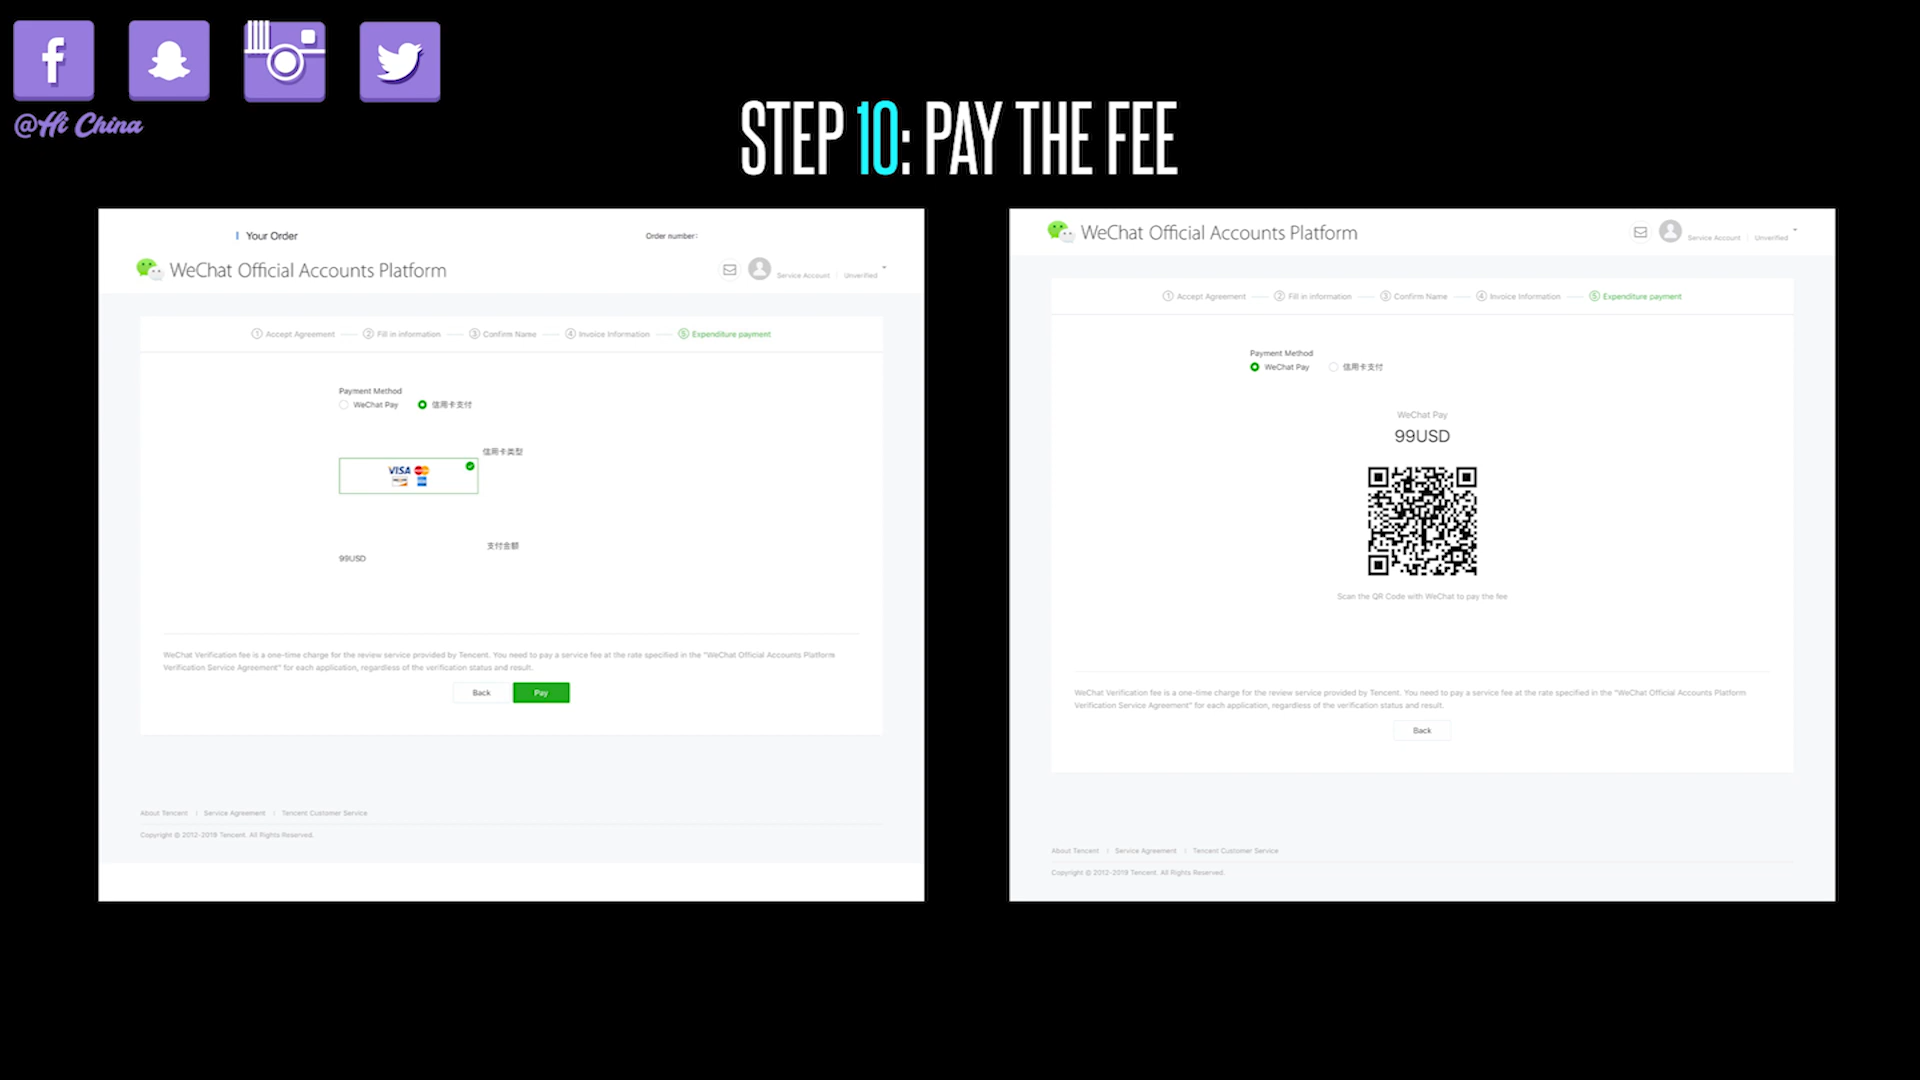 @Hi China
STEP 10: PAY THE FEE
Your Order
Order number:
WeChat Official Accounts Platform
Service Account | Unverified
1 Accept Agreement
2 Fill in information
3 Confirm Name
4 Invoice Information
5 Expenditure payment
Payment Method
WeChat Pay
信用卡支付
信用卡类型
VISA
支付金额
99USD
WeChat Verification fee is a one-time charge for the review service provided by Tencent. You need to pay a service fee at the rate specified in the "WeChat Official Accounts Platform
Verification Service Agreement" for each application, regardless of the verification status and result.
Back
Pay
About Tencent | Service Agreement | Tencent Customer Service
Copyright © 2012-2019 Tencent. All Rights Reserved.
WeChat Official Accounts Platform
Service Account | Unverified
1 Accept Agreement
2 Fill in information
3 Confirm Name
4 Invoice Information
5 Expenditure payment
Payment Method
WeChat Pay
信用卡支付
WeChat Pay
99USD
Scan the QR Code with WeChat to pay the fee
WeChat Verification fee is a one-time charge for the review service provided by Tencent. You need to pay a service fee at the rate specified in the "WeChat Official Accounts Platform
Verification Service Agreement" for each application, regardless of the verification status and result.
Back
About Tencent | Service Agreement | Tencent Customer Service
Copyright © 2012-2019 Tencent. All Rights Reserved.